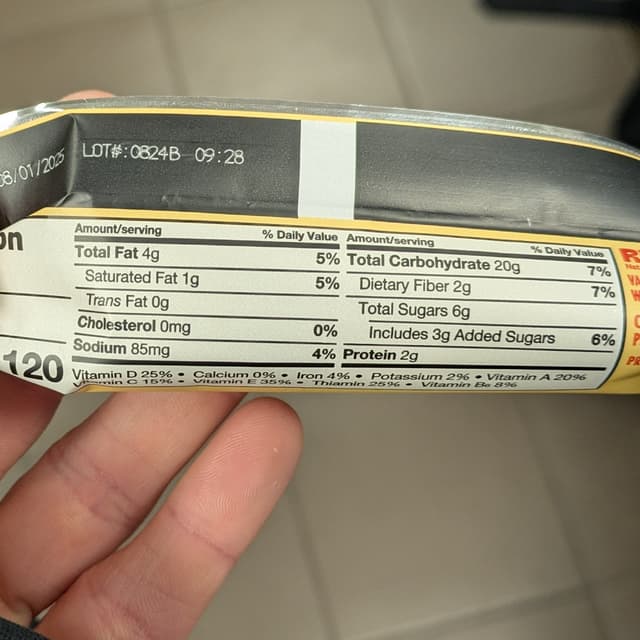 08/01/2025
LOT#:0824B 09:28
on
120
Amount/serving % Daily Value
Total Fat 4g 5%
Saturated Fat 1g 5%
Trans Fat 0g
Cholesterol 0mg 0%
Sodium 85mg 4%
Amount/serving % Daily Value
Total Carbohydrate 20g 7%
Dietary Fiber 2g 7%
Total Sugars 6g
Includes 3g Added Sugars 6%
Protein 2g
Vitamin D 25% • Calcium 0% • Iron 4% • Potassium 2% • Vitamin A 20%
Vitamin C 15% • Vitamin E 35% • Thiamin 25% • Vitamin B₆ 8%